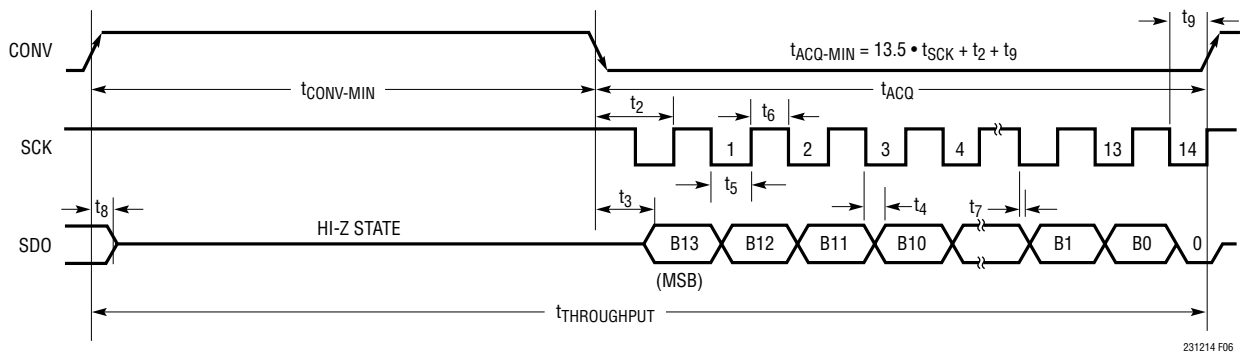 t9
CONV
tACQ-MIN = 13.5 • tSCK + t2 + t9
tCONV-MIN
tACQ
t2
t6
SCK
1
2
3
4
13
14
t5
t3
t8
t4
t7
HI-Z STATE
SDO
B13
B12
B11
B10
B1
B0
0
(MSB)
tTHROUGHPUT
231214 F06